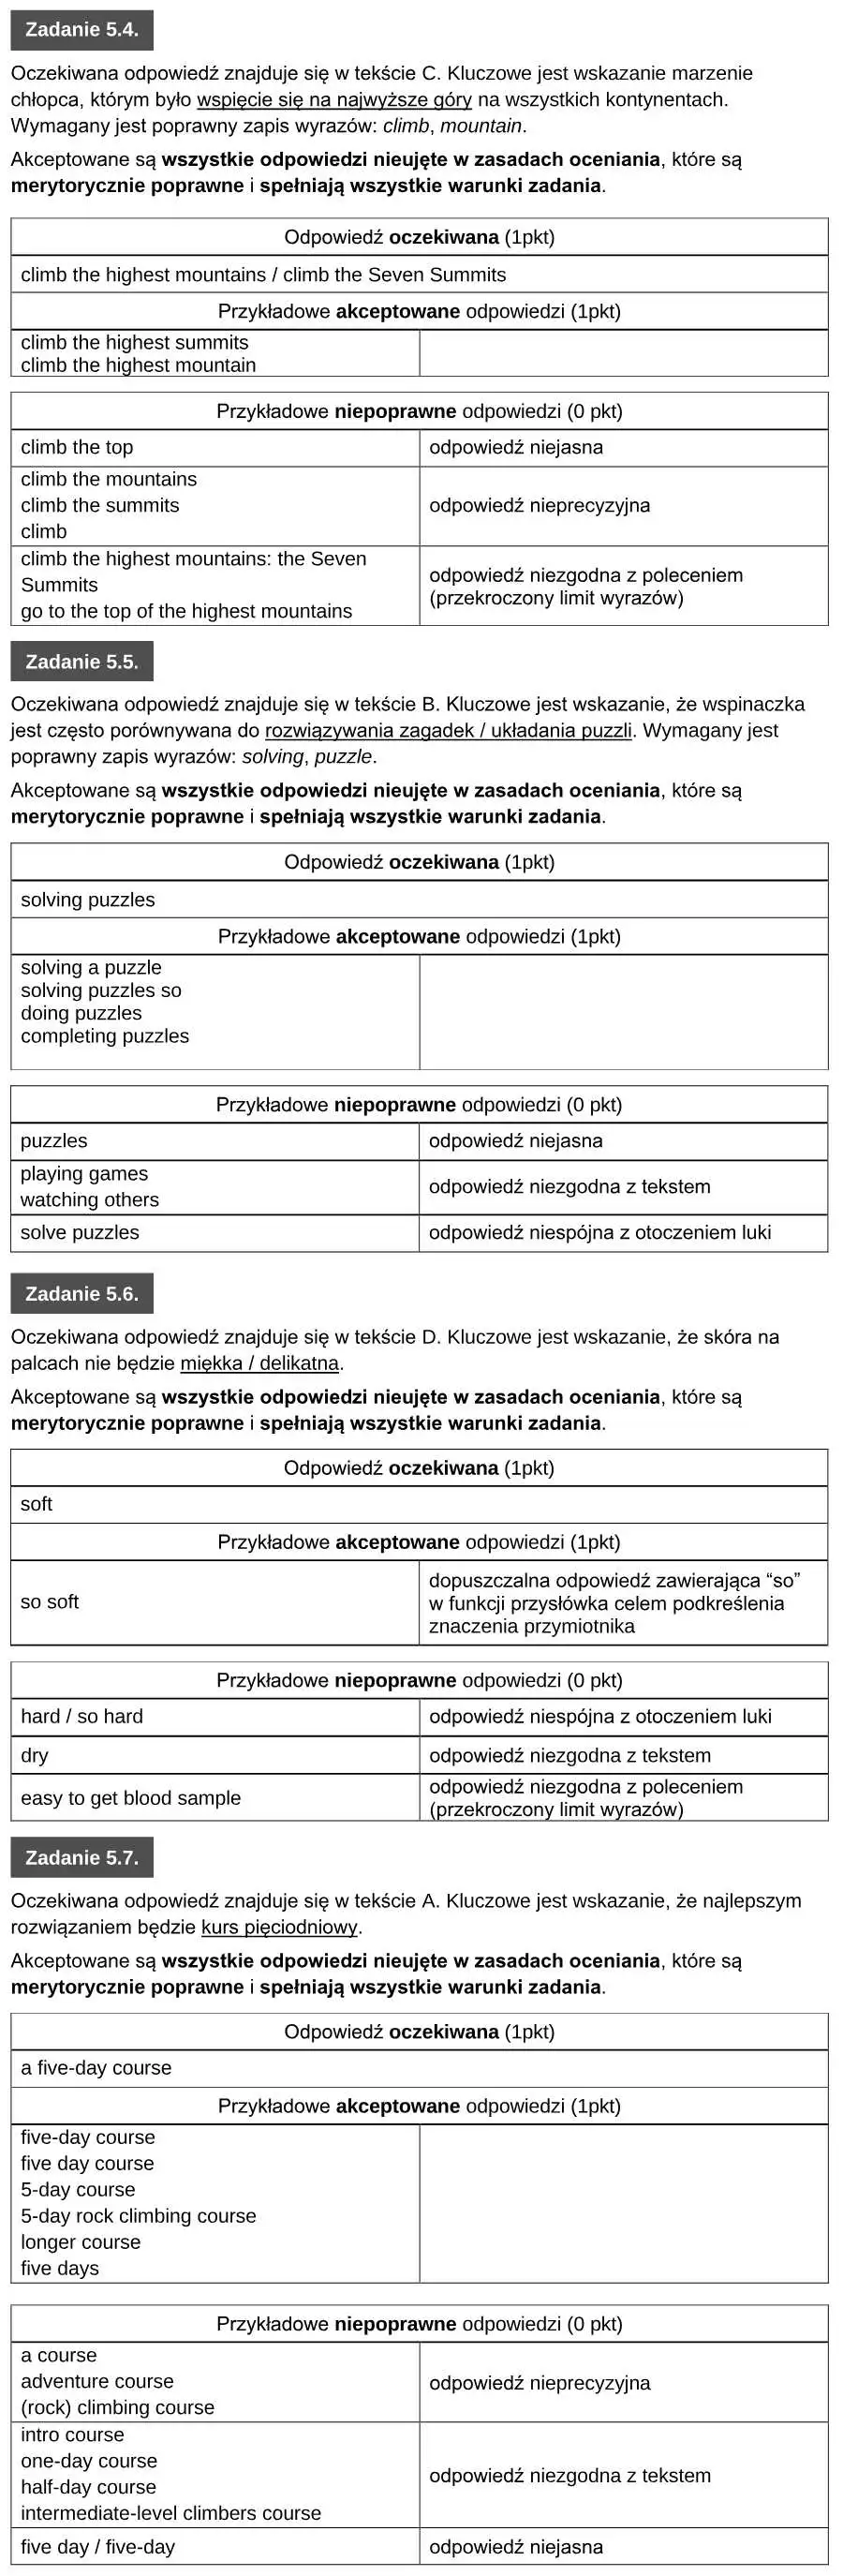 Zadanie 5.4.
Oczekiwana odpowiedź znajduje się w tekście C. Kluczowe jest wskazanie marzenie
chłopca, którym było wspięcie się na najwyższe góry na wszystkich kontynentach.
Wymagany jest poprawny zapis wyrazów: climb, mountain.
Akceptowane są wszystkie odpowiedzi nieujęte w zasadach oceniania, które są
merytorycznie poprawne i spełniają wszystkie warunki zadania.
Odpowiedź oczekiwana (1pkt)
climb the highest mountains / climb the Seven Summits
Przykładowe akceptowane odpowiedzi (1pkt)
climb the highest summits
climb the highest mountain
Przykładowe niepoprawne odpowiedzi (0 pkt)
climb the top
odpowiedź niejasna
climb the mountains
climb the summits
climb
odpowiedź nieprecyzyjna
climb the highest mountains: the Seven
Summits
go to the top of the highest mountains
odpowiedź niezgodna z poleceniem
(przekroczony limit wyrazów)
Zadanie 5.5.
Oczekiwana odpowiedź znajduje się w tekście B. Kluczowe jest wskazanie, że wspinaczka
jest często porównywana do rozwiązywania zagadek / układania puzzli. Wymagany jest
poprawny zapis wyrazów: solving, puzzle.
Akceptowane są wszystkie odpowiedzi nieujęte w zasadach oceniania, które są
merytorycznie poprawne i spełniają wszystkie warunki zadania.
Odpowiedź oczekiwana (1pkt)
solving puzzles
Przykładowe akceptowane odpowiedzi (1pkt)
solving a puzzle
solving puzzles so
doing puzzles
completing puzzles
Przykładowe niepoprawne odpowiedzi (0 pkt)
puzzles
odpowiedź niejasna
playing games
watching others
odpowiedź niezgodna z tekstem
solve puzzles
odpowiedź niespójna z otoczeniem luki
Zadanie 5.6.
Oczekiwana odpowiedź znajduje się w tekście D. Kluczowe jest wskazanie, że skóra na
palcach nie będzie miękka / delikatna.
Akceptowane są wszystkie odpowiedzi nieujęte w zasadach oceniania, które są
merytorycznie poprawne i spełniają wszystkie warunki zadania.
Odpowiedź oczekiwana (1pkt)
soft
Przykładowe akceptowane odpowiedzi (1pkt)
so soft
dopuszczalna odpowiedź zawierająca “so”
w funkcji przysłówka celem podkreślenia
znaczenia przymiotnika
Przykładowe niepoprawne odpowiedzi (0 pkt)
hard / so hard
odpowiedź niespójna z otoczeniem luki
dry
odpowiedź niezgodna z tekstem
easy to get blood sample
odpowiedź niezgodna z poleceniem
(przekroczony limit wyrazów)
Zadanie 5.7.
Oczekiwana odpowiedź znajduje się w tekście A. Kluczowe jest wskazanie, że najlepszym
rozwiązaniem będzie kurs pięciodniowy.
Akceptowane są wszystkie odpowiedzi nieujęte w zasadach oceniania, które są
merytorycznie poprawne i spełniają wszystkie warunki zadania.
Odpowiedź oczekiwana (1pkt)
a five-day course
Przykładowe akceptowane odpowiedzi (1pkt)
five-day course
five day course
5-day course
5-day rock climbing course
longer course
five days
Przykładowe niepoprawne odpowiedzi (0 pkt)
a course
adventure course
(rock) climbing course
odpowiedź nieprecyzyjna
intro course
one-day course
half-day course
intermediate-level climbers course
odpowiedź niezgodna z tekstem
five day / five-day
odpowiedź niejasna